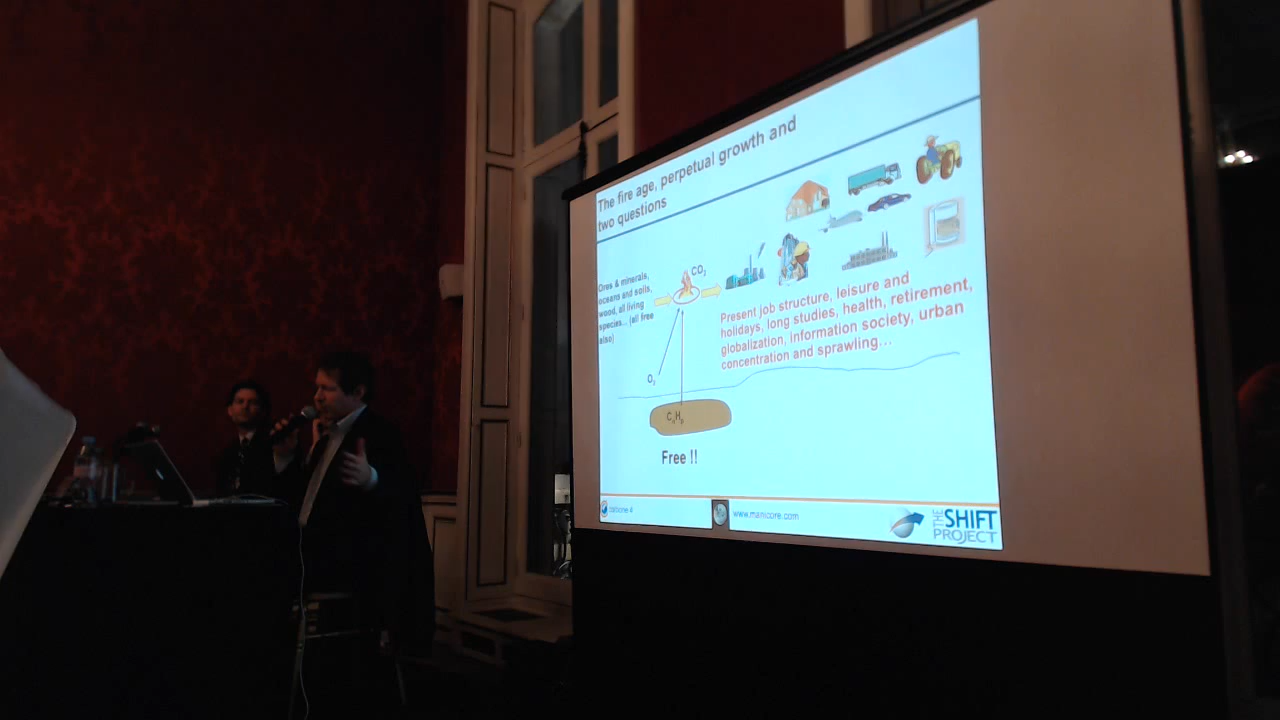 The fire age, perpetual growth and
two questions
Ores & minerals,
oceans and soils,
wood, all living
species... (all free
also)
CO₂
O₂
CₙHₚ
Free !!
Present job structure, leisure and
holidays, long studies, health, retirement,
globalization, information society, urban
concentration and sprawling...
carbone 4
www.manicore.com
THE
SHIFT
PROJECT